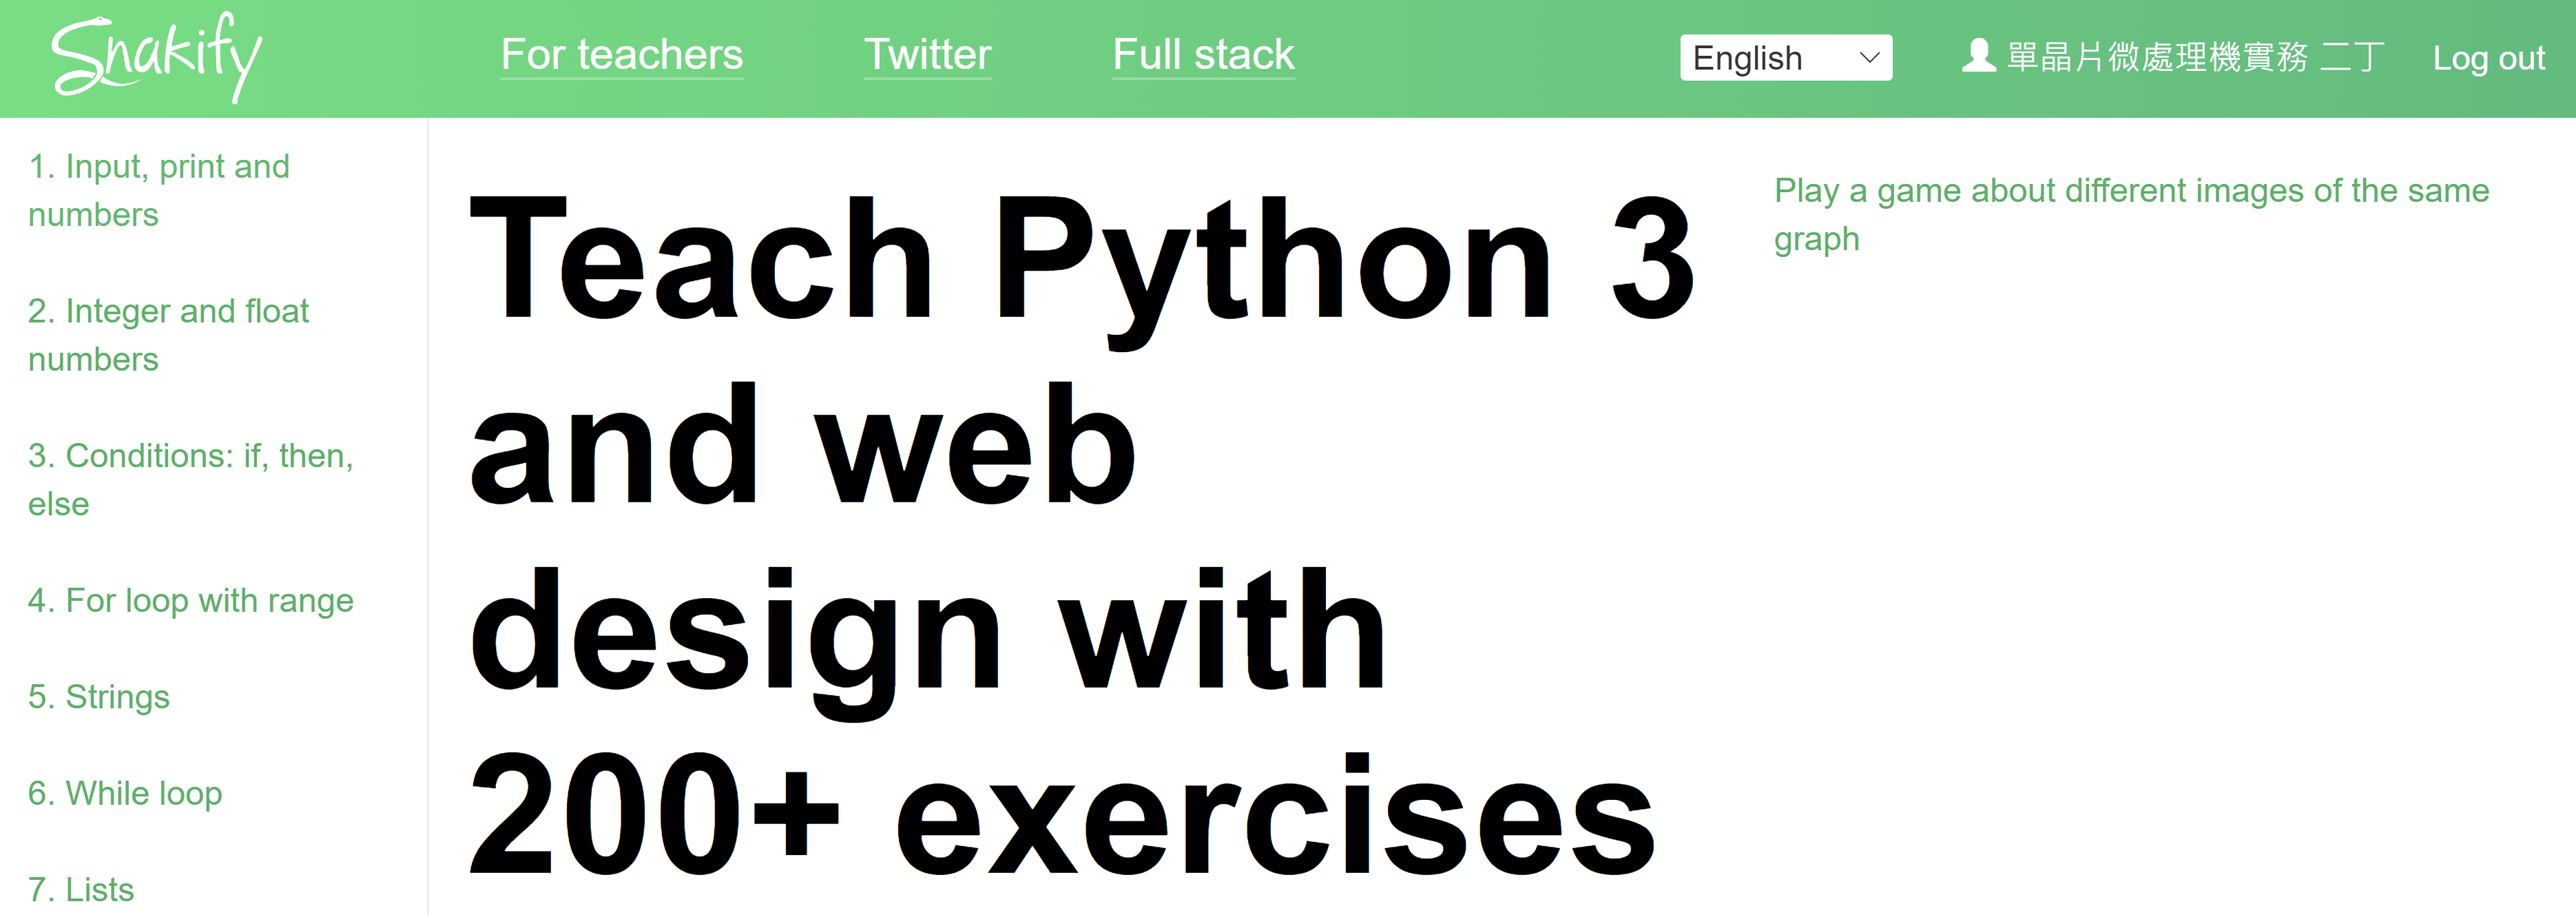 Snakify
For teachers
Twitter
Full stack
English
單晶片微處理機實務 二丁
Log out
1. Input, print and
numbers
2. Integer and float
numbers
3. Conditions: if, then,
else
4. For loop with range
5. Strings
6. While loop
7. Lists
Teach Python 3
and web
design with
200+ exercises
Play a game about different images of the same
graph